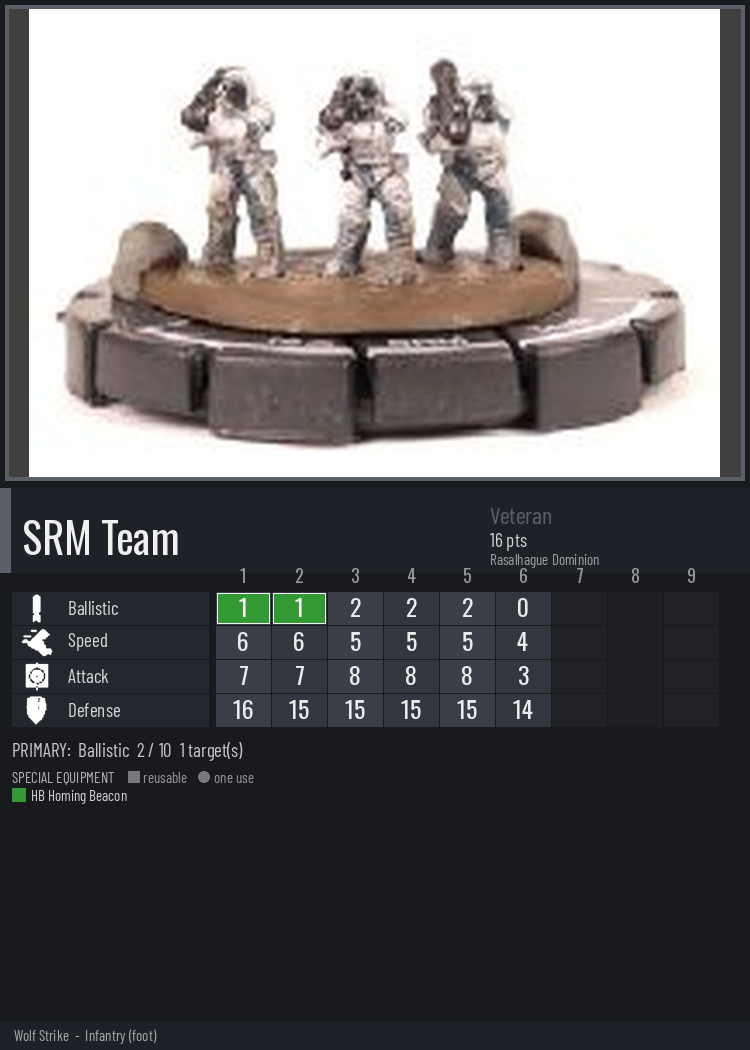 SRM Team
Veteran
16 pts
Rasalhague Dominion
1 2 3 4 5 6 7 8 9
Ballistic 1 1 2 2 2 0
Speed 6 6 5 5 5 4
Attack 7 7 8 8 8 3
Defense 16 15 15 15 15 14
PRIMARY: Ballistic 2 / 10 1 target(s)
SPECIAL EQUIPMENT reusable one use
HB Homing Beacon
Wolf Strike - Infantry (foot)